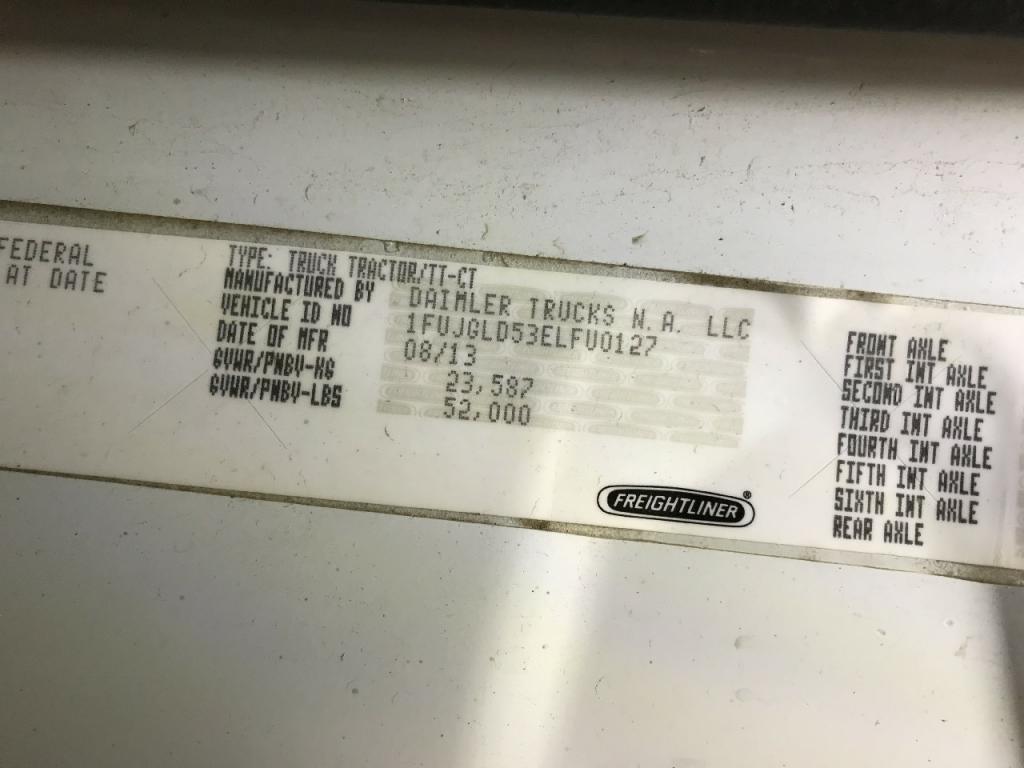 FEDERAL
AT DATE
TYPE: TRUCK TRACTOR/TT-CT
MANUFACTURED BY DAIMLER TRUCKS N.A. LLC
VEHICLE ID NO 1FUJGLD53ELFU0127
DATE OF MFR 08/13
GVWR/PNBV-KG 23,587
GVWR/PNBV-LBS 52,000
FREIGHTLINER®
FRONT AXLE
FIRST INT AXLE
SECOND INT AXLE
THIRD INT AXLE
FOURTH INT AXLE
FIFTH INT AXLE
SIXTH INT AXLE
REAR AXLE